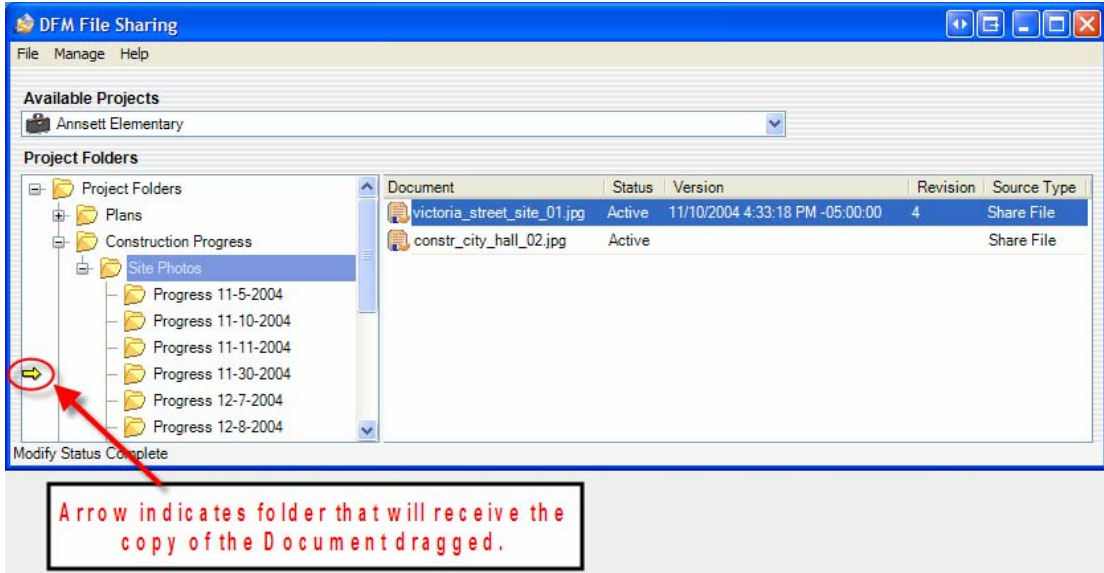 DFM File Sharing
File Manage Help
Available Projects
Annsett Elementary
Project Folders
Project Folders
Plans
Construction Progress
Site Photos
Progress 11-5-2004
Progress 11-10-2004
Progress 11-11-2004
Progress 11-30-2004
Progress 12-7-2004
Progress 12-8-2004
Document Status Version Revision Source Type
victoria_street_site_01.jpg Active 11/10/2004 4:33:18 PM -05:00:00 4 Share File
constr_city_hall_02.jpg Active Share File
Modify Status Complete
Arrow indicates folder that will receive the
copy of the Document dragged.